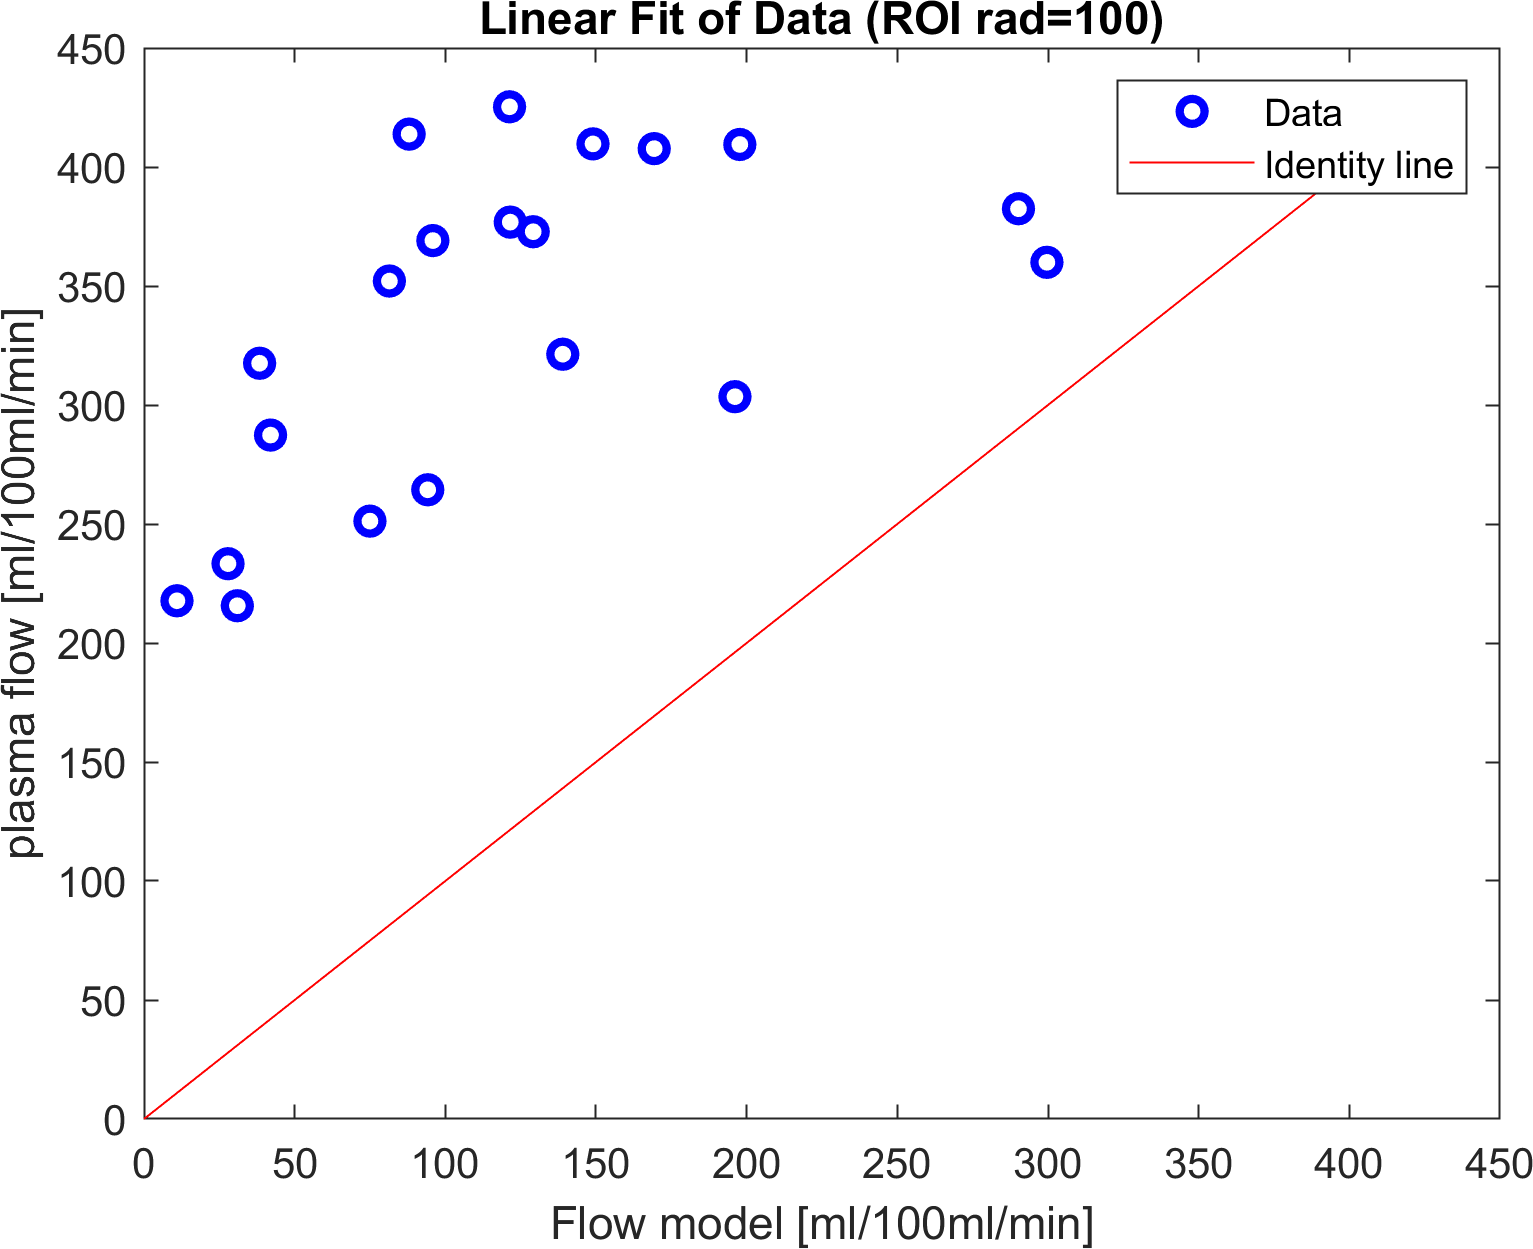 Linear Fit of Data (ROI rad=100)
450
400
350
300
250
200
150
100
50
0
plasma flow [ml/100ml/min]
Data
Identity line
0 50 100 150 200 250 300 350 400 450
Flow model [ml/100ml/min]